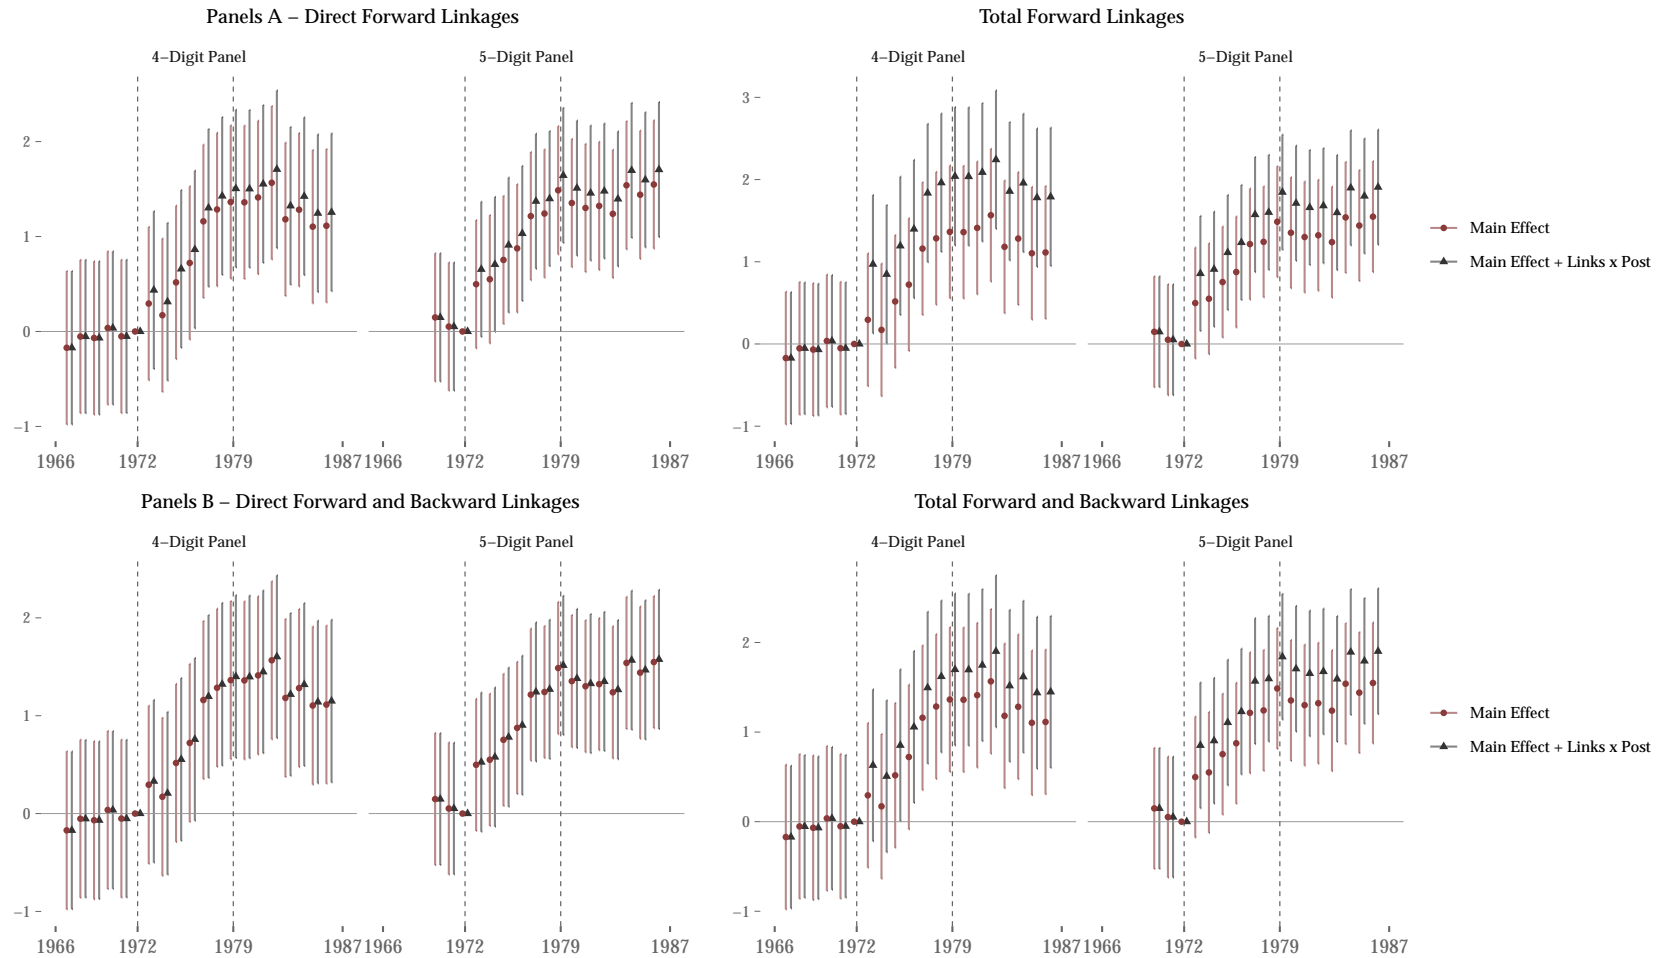 Panels A – Direct Forward Linkages
Total Forward Linkages
4–Digit Panel
5–Digit Panel
4–Digit Panel
5–Digit Panel
2
1
0
−1
3
2
1
0
−1
1966 1972 1979 1987
1966 1972 1979 1987
1966 1972 1979 1987
1966 1972 1979 1987
Main Effect
Main Effect + Links x Post
Panels B – Direct Forward and Backward Linkages
Total Forward and Backward Linkages
4–Digit Panel
5–Digit Panel
4–Digit Panel
5–Digit Panel
2
1
0
−1
2
1
0
−1
1966 1972 1979 1987
1966 1972 1979 1987
1966 1972 1979 1987
1966 1972 1979 1987
Main Effect
Main Effect + Links x Post